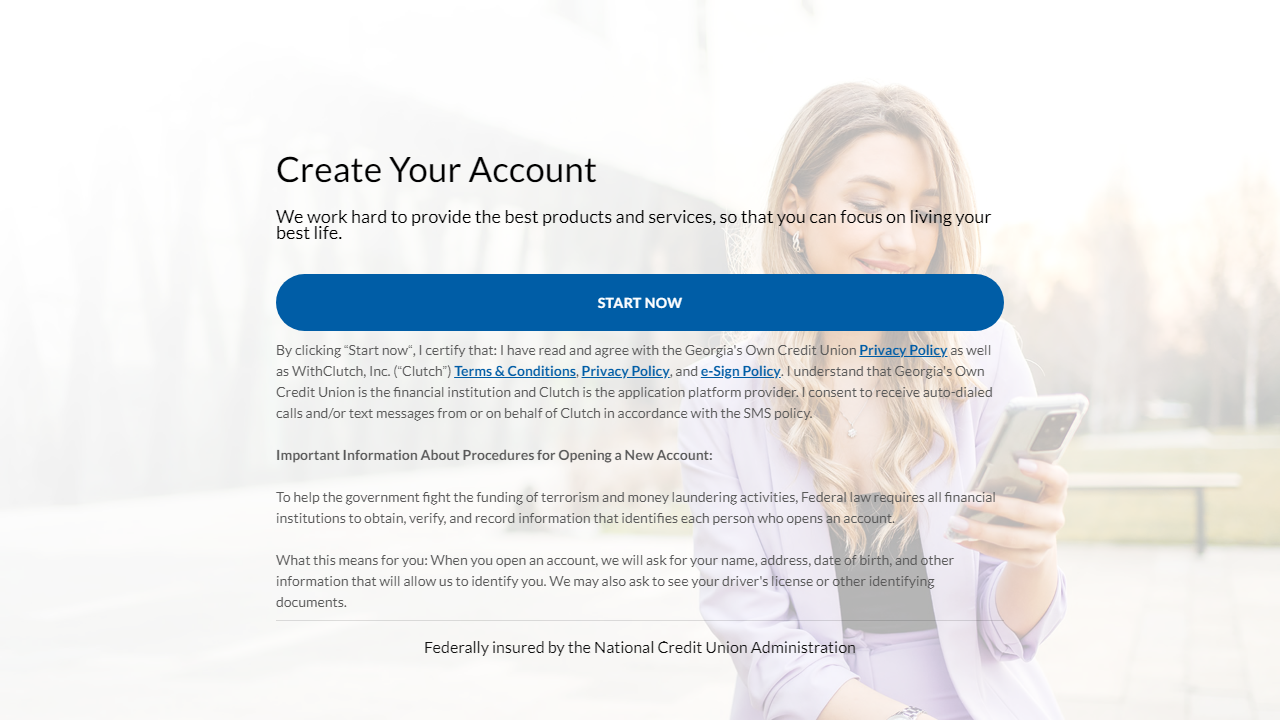 Create Your Account
We work hard to provide the best products and services, so that you can focus on living your
best life.
START NOW
By clicking “Start now“, I certify that: I have read and agree with the Georgia's Own Credit Union Privacy Policy as well
as WithClutch, Inc. (“Clutch”) Terms & Conditions, Privacy Policy, and e-Sign Policy. I understand that Georgia's Own
Credit Union is the financial institution and Clutch is the application platform provider. I consent to receive auto-dialed
calls and/or text messages from or on behalf of Clutch in accordance with the SMS policy.
Important Information About Procedures for Opening a New Account:
To help the government fight the funding of terrorism and money laundering activities, Federal law requires all financial
institutions to obtain, verify, and record information that identifies each person who opens an account.
What this means for you: When you open an account, we will ask for your name, address, date of birth, and other
information that will allow us to identify you. We may also ask to see your driver's license or other identifying
documents.
Federally insured by the National Credit Union Administration